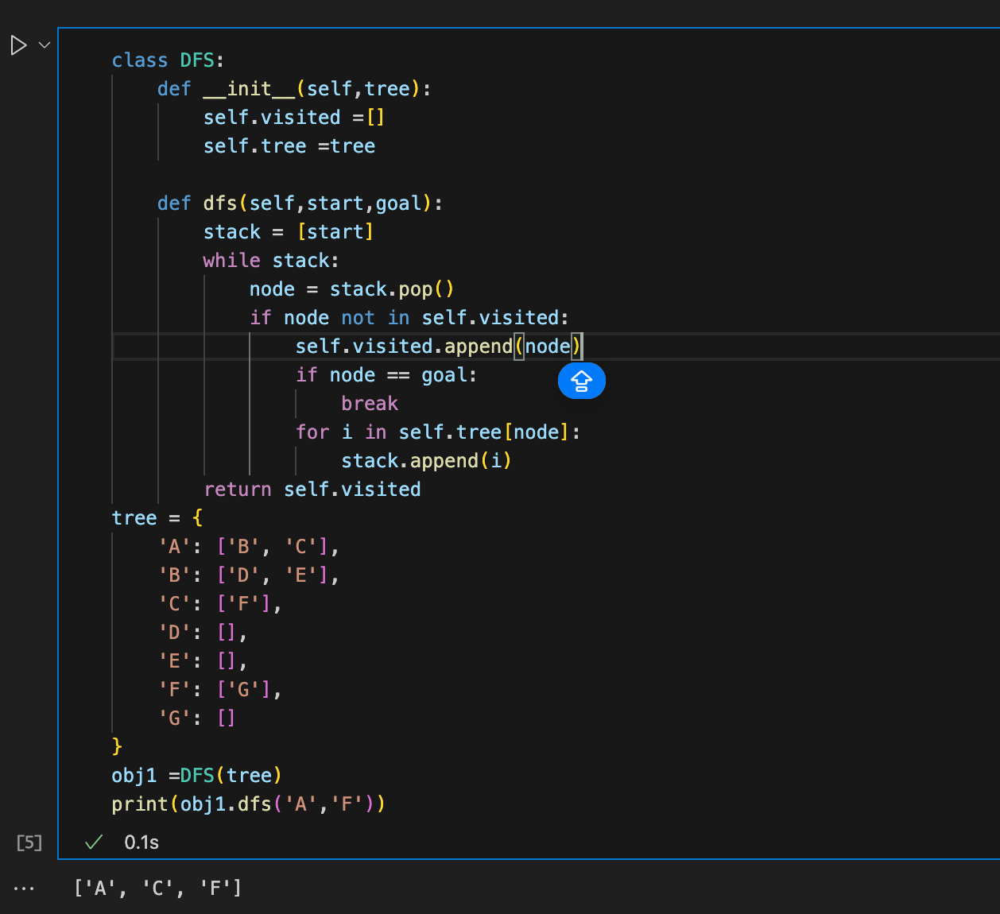 class DFS:
    def __init__(self,tree):
        self.visited =[]
        self.tree =tree

    def dfs(self,start,goal):
        stack = [start]
        while stack:
            node = stack.pop()
            if node not in self.visited:
                self.visited.append(node)
                if node == goal:
                    break
                for i in self.tree[node]:
                    stack.append(i)
        return self.visited
tree = {
    'A': ['B', 'C'],
    'B': ['D', 'E'],
    'C': ['F'],
    'D': [],
    'E': [],
    'F': ['G'],
    'G': []
}
obj1 =DFS(tree)
print(obj1.dfs('A','F'))
[5] 0.1s
['A', 'C', 'F']